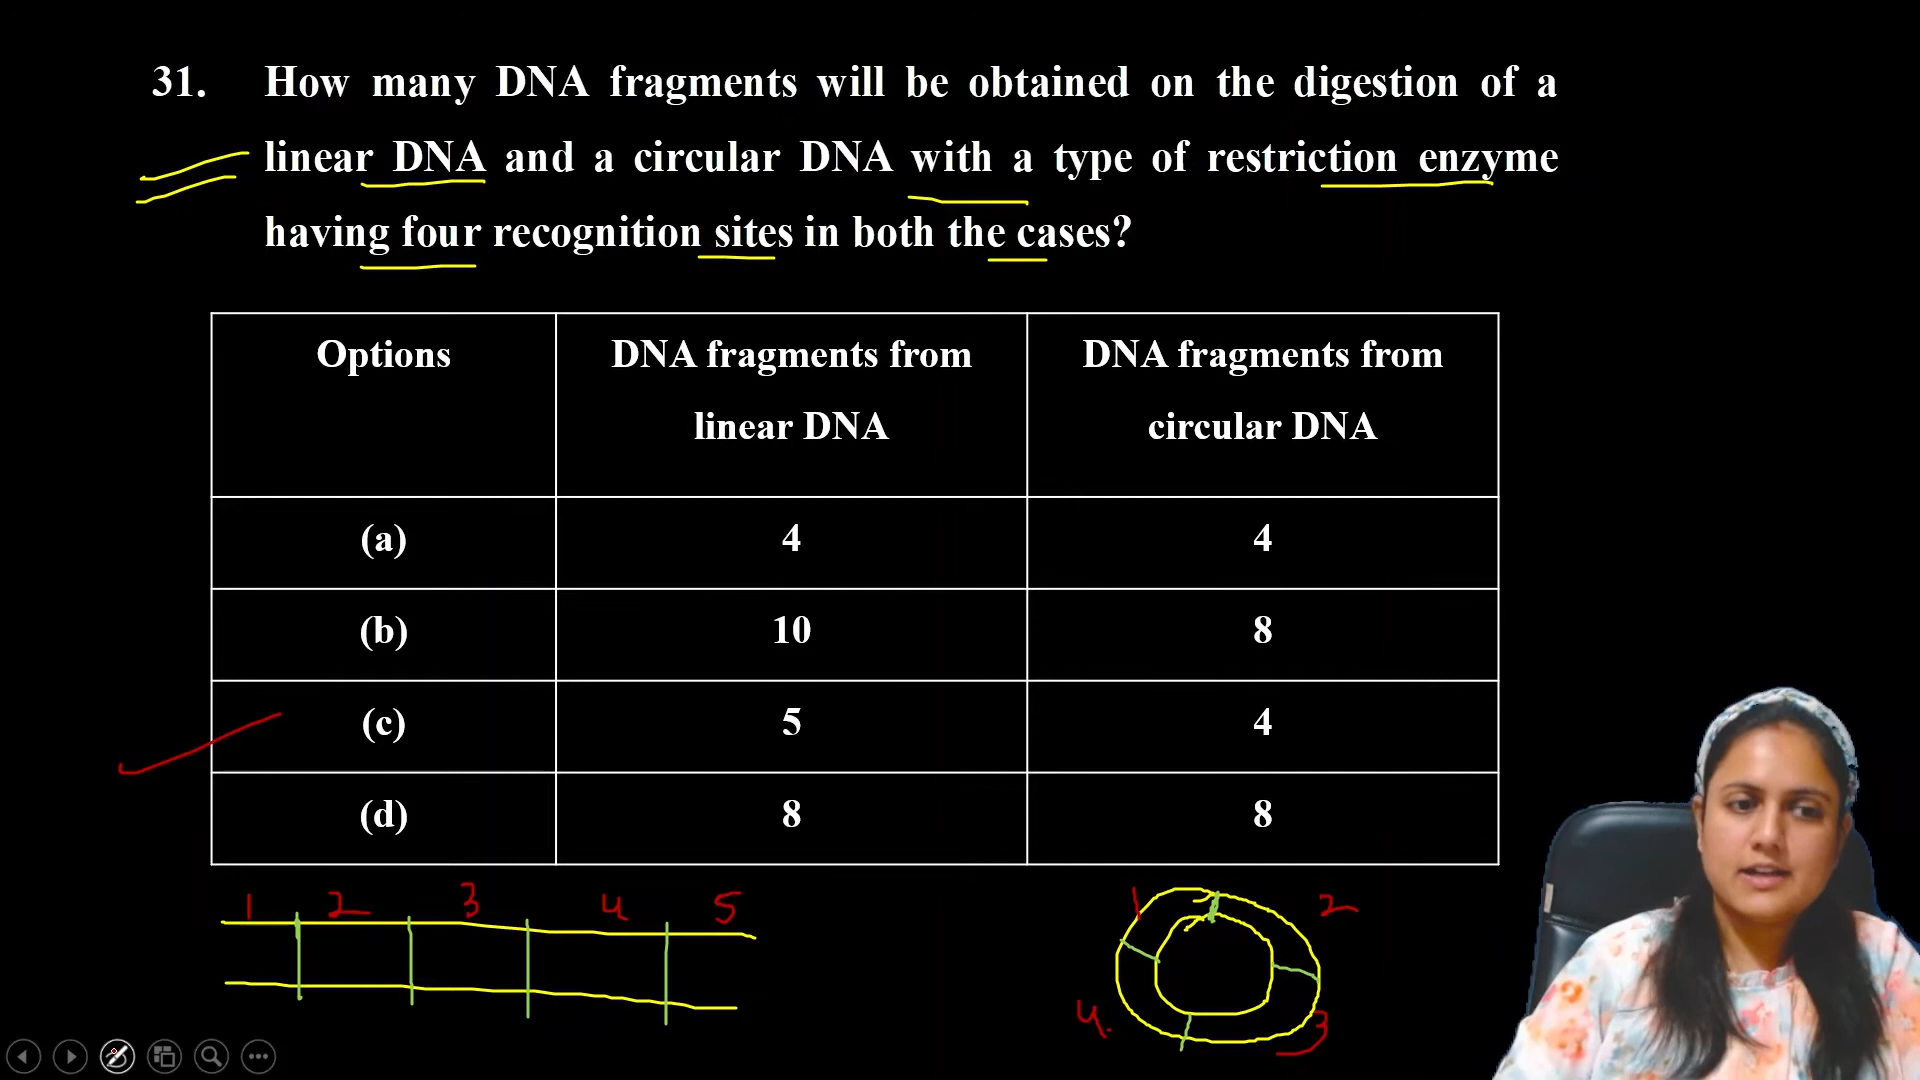 31. How many DNA fragments will be obtained on the digestion of a
linear DNA and a circular DNA with a type of restriction enzyme
having four recognition sites in both the cases?
Options DNA fragments from linear DNA DNA fragments from circular DNA
(a) 4 4
(b) 10 8
(c) 5 4
(d) 8 8
1 2 3 4 5
1 2
4. 3